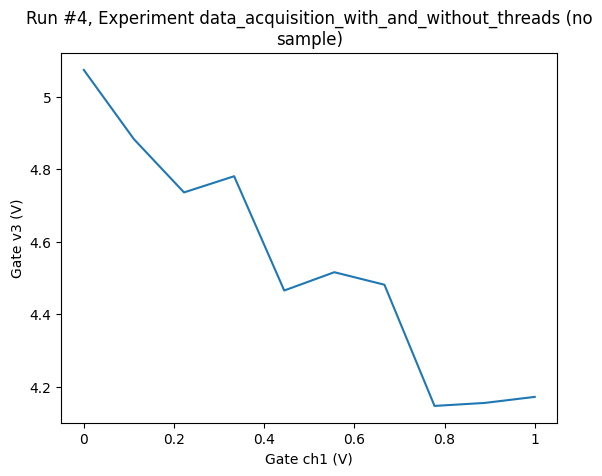 Run #4, Experiment data_acquisition_with_and_without_threads (no
sample)
5
4.8
4.6
4.4
4.2
Gate v3 (V)
0
0.2
0.4
0.6
0.8
1
Gate ch1 (V)